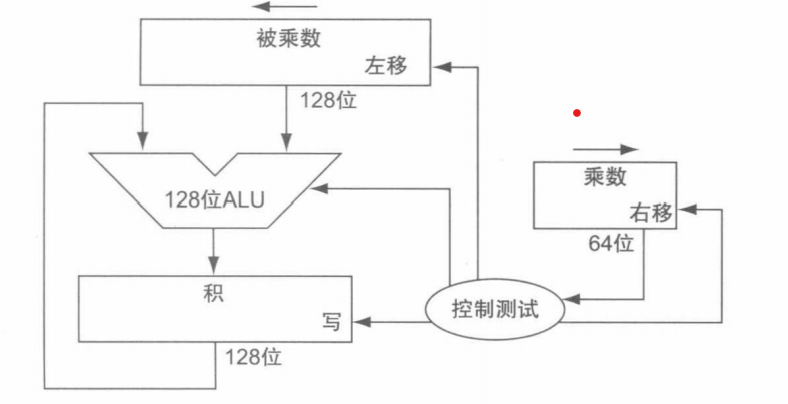 被乘数
左移
128位
乘数
128位ALU
右移
64位
积
控制测试
写
128位